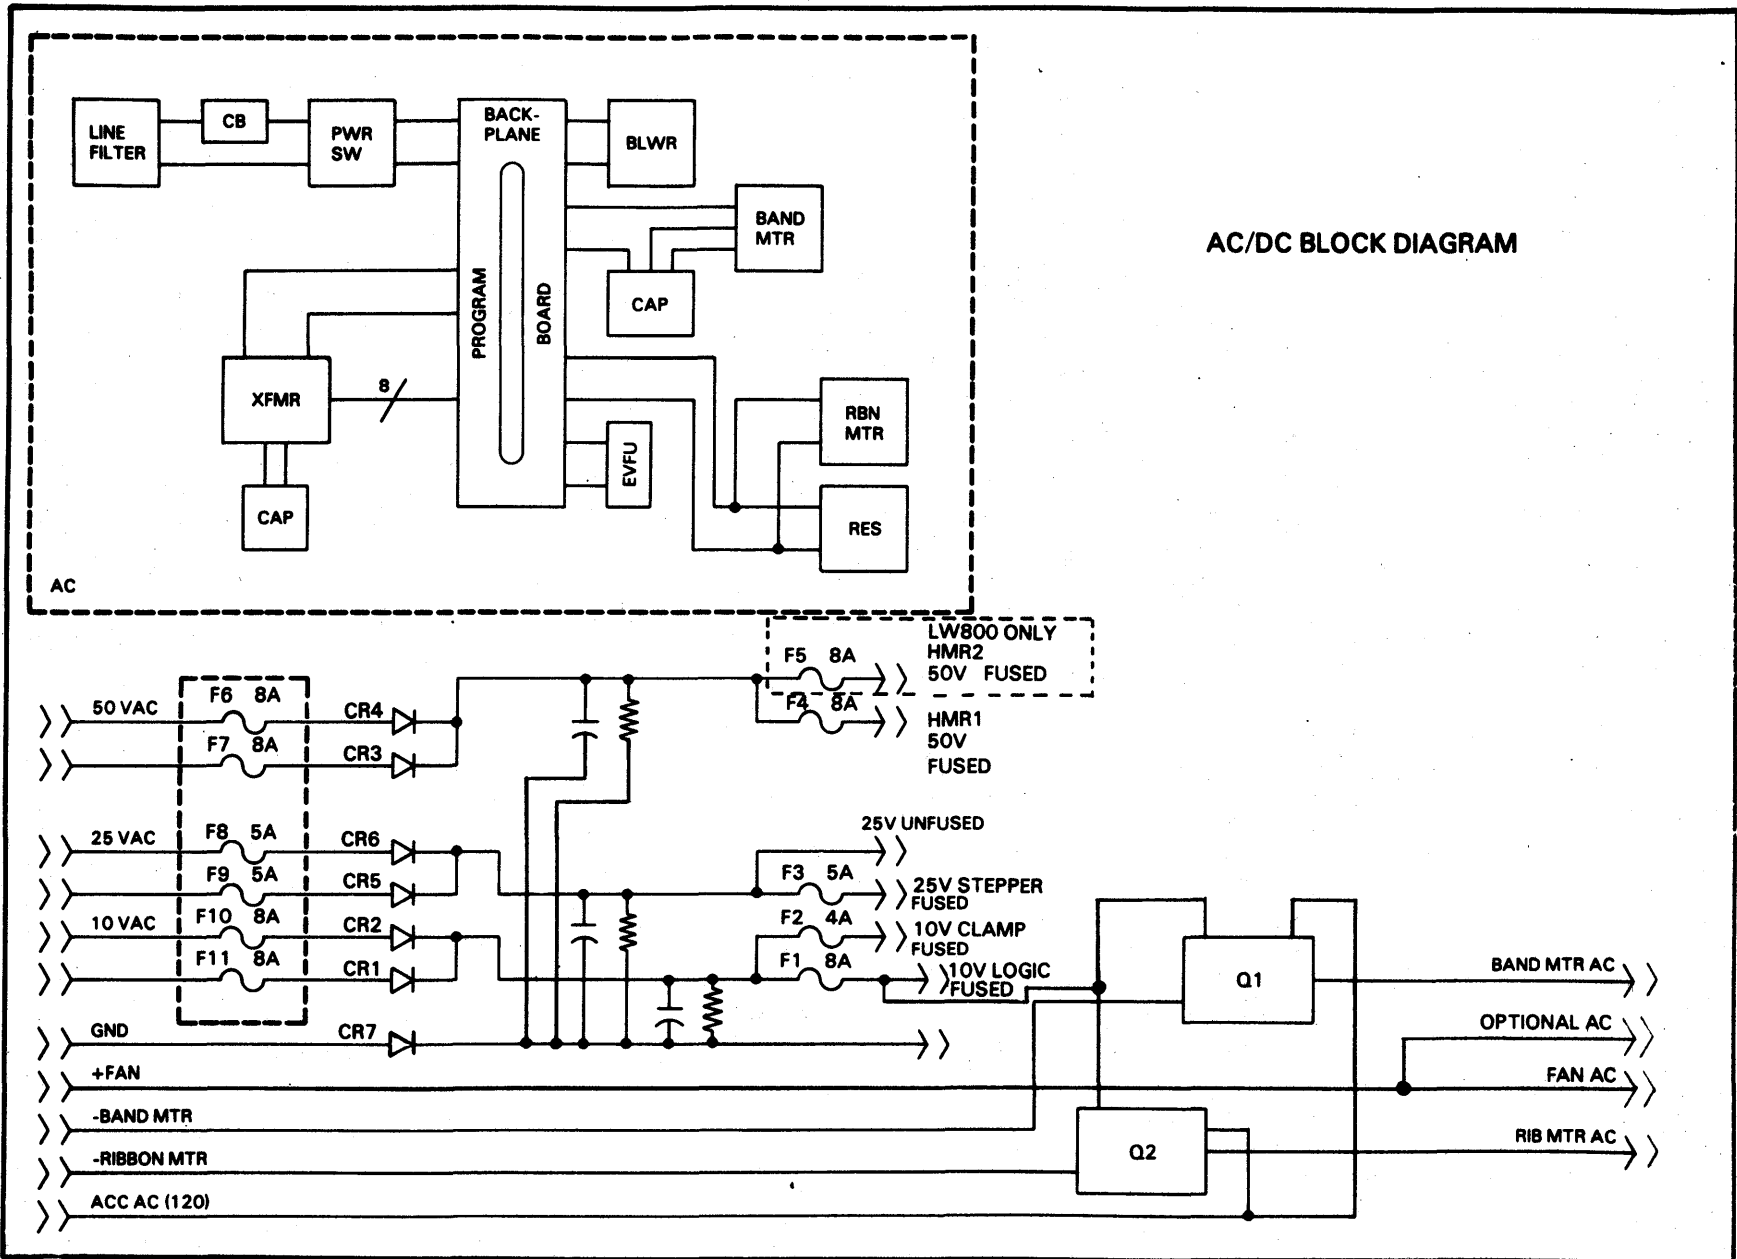 LINE
FILTER
CB
PWR
SW
BACK-
PLANE
BLWR
BAND
MTR
AC/DC BLOCK DIAGRAM
PROGRAM
BOARD
CAP
XFMR
8
RBN
MTR
EVFU
CAP
RES
AC
LW800 ONLY
HMR2
50V FUSED
F5 8A
F4 8A
HMR1
50V
FUSED
50 VAC
F6 8A
CR4
F7 8A
CR3
25V UNFUSED
25 VAC
F8 5A
CR6
F9 5A
CR5
F3 5A
25V STEPPER
FUSED
10 VAC
F10 8A
CR2
F2 4A
10V CLAMP
FUSED
F11 8A
CR1
F1 8A
10V LOGIC
FUSED
Q1
BAND MTR AC
GND
CR7
OPTIONAL AC
+FAN
FAN AC
-BAND MTR
Q2
RIB MTR AC
-RIBBON MTR
ACC AC (120)